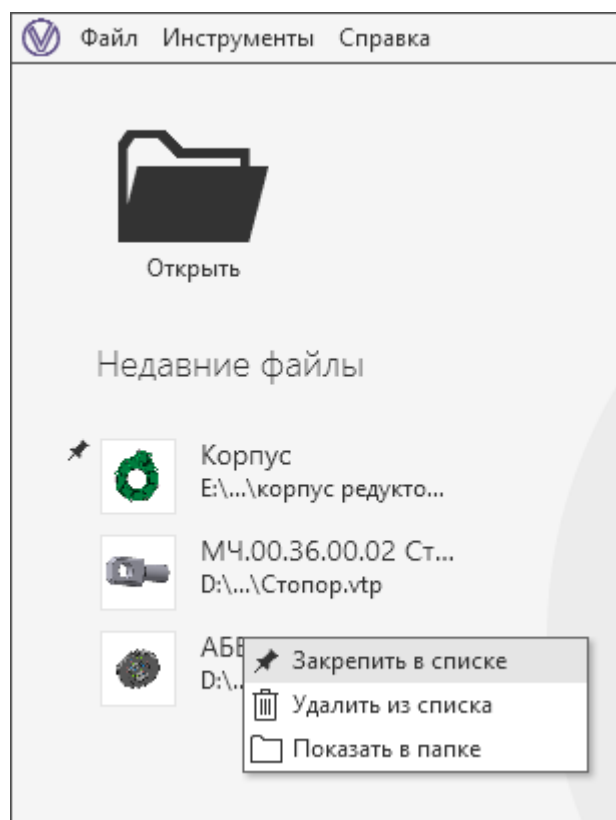 Файл Инструменты Справка
Открыть
Недавние файлы
Корпус
E:\...\корпус редукто...
МЧ.00.36.00.02 Ст...
D:\...\Стопор.vtp
D:\..
Закрепить в списке
Удалить из списка
Показать в папке